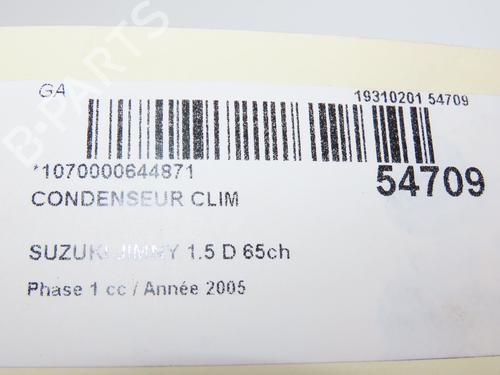 B-PARTS
GA
19310201 54709
*1070000644871
54709
CONDENSEUR CLIM
SUZUKI JIMNY 1.5 D 65ch
Phase 1 cc / Année 2005